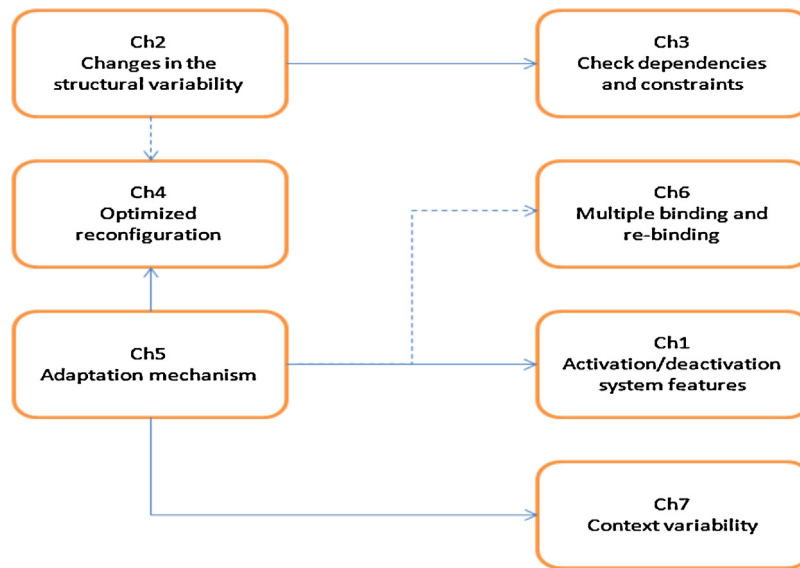 Ch2
Changes in the
structural variability
Ch3
Check dependencies
and constraints
Ch4
Optimized
reconfiguration
Ch6
Multiple binding and
re-binding
Ch5
Adaptation mechanism
Ch1
Activation/deactivation
system features
Ch7
Context variability